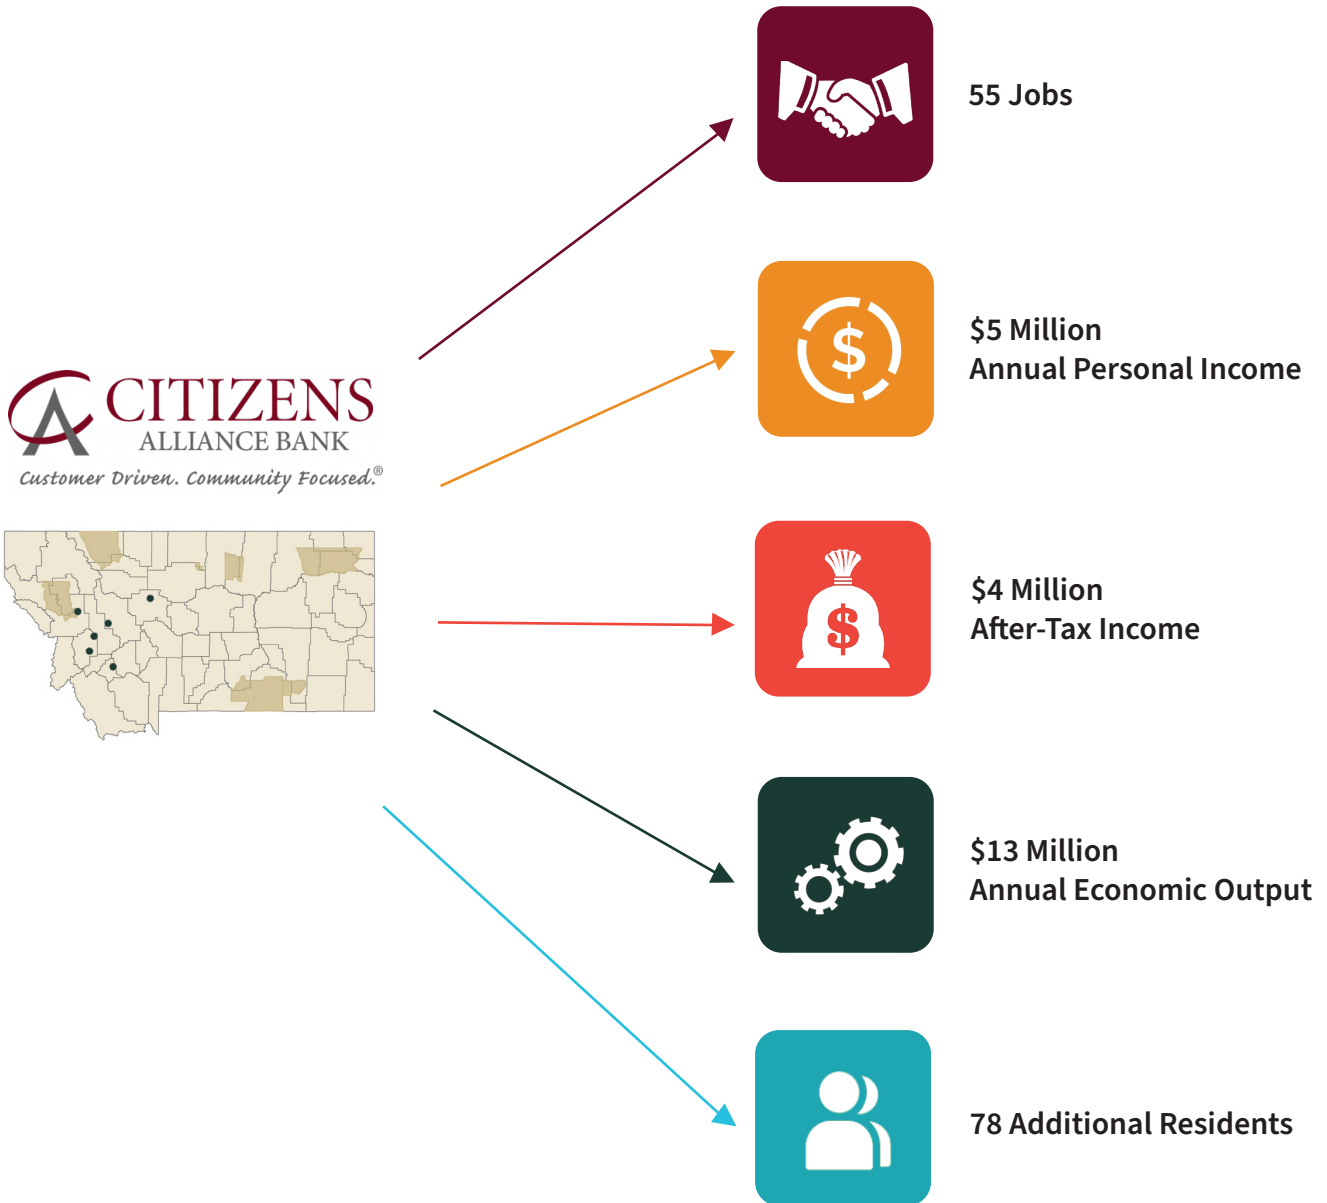 CITIZENS
ALLIANCE BANK
Customer Driven. Community Focused.®
55 Jobs
$5 Million
Annual Personal Income
$4 Million
After-Tax Income
$13 Million
Annual Economic Output
78 Additional Residents